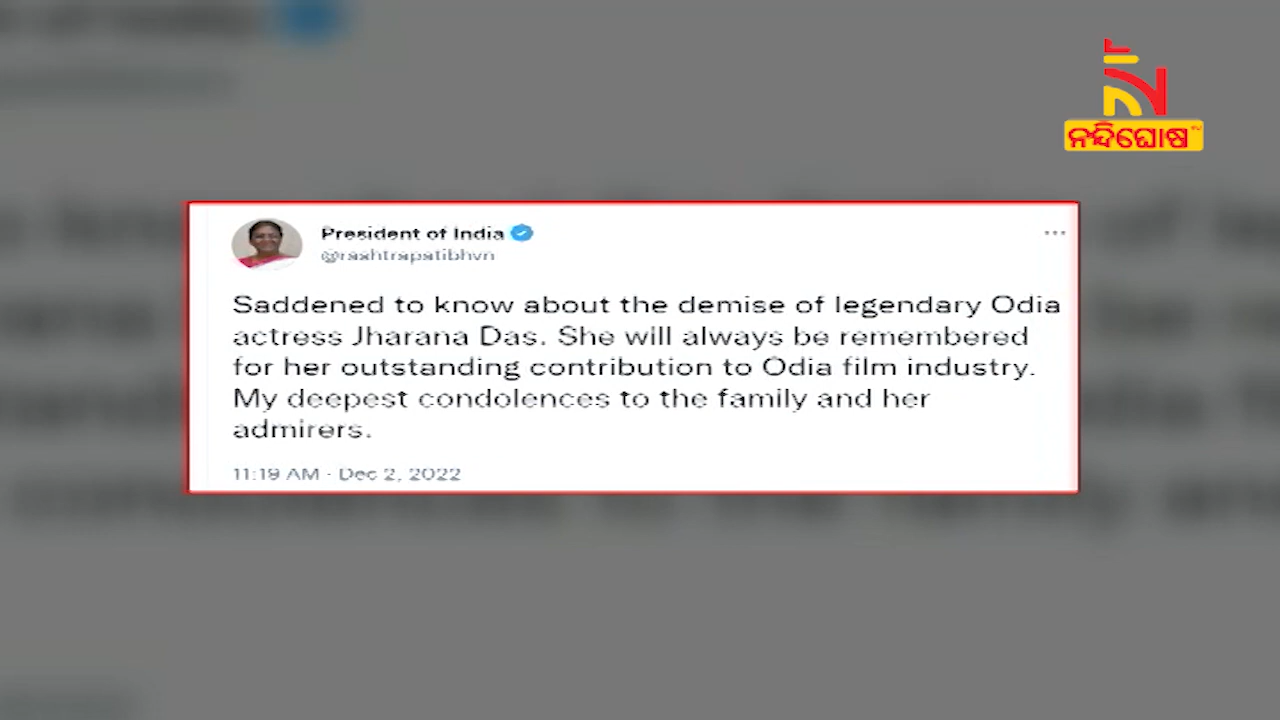 ନନ୍ଦିଘୋଷ
President of India
@rashtrapatibhvn
Saddened to know about the demise of legendary Odia
actress Jharana Das. She will always be remembered
for her outstanding contribution to Odia film industry.
My deepest condolences to the family and her
admirers.
11:19 AM · Dec 2, 2022